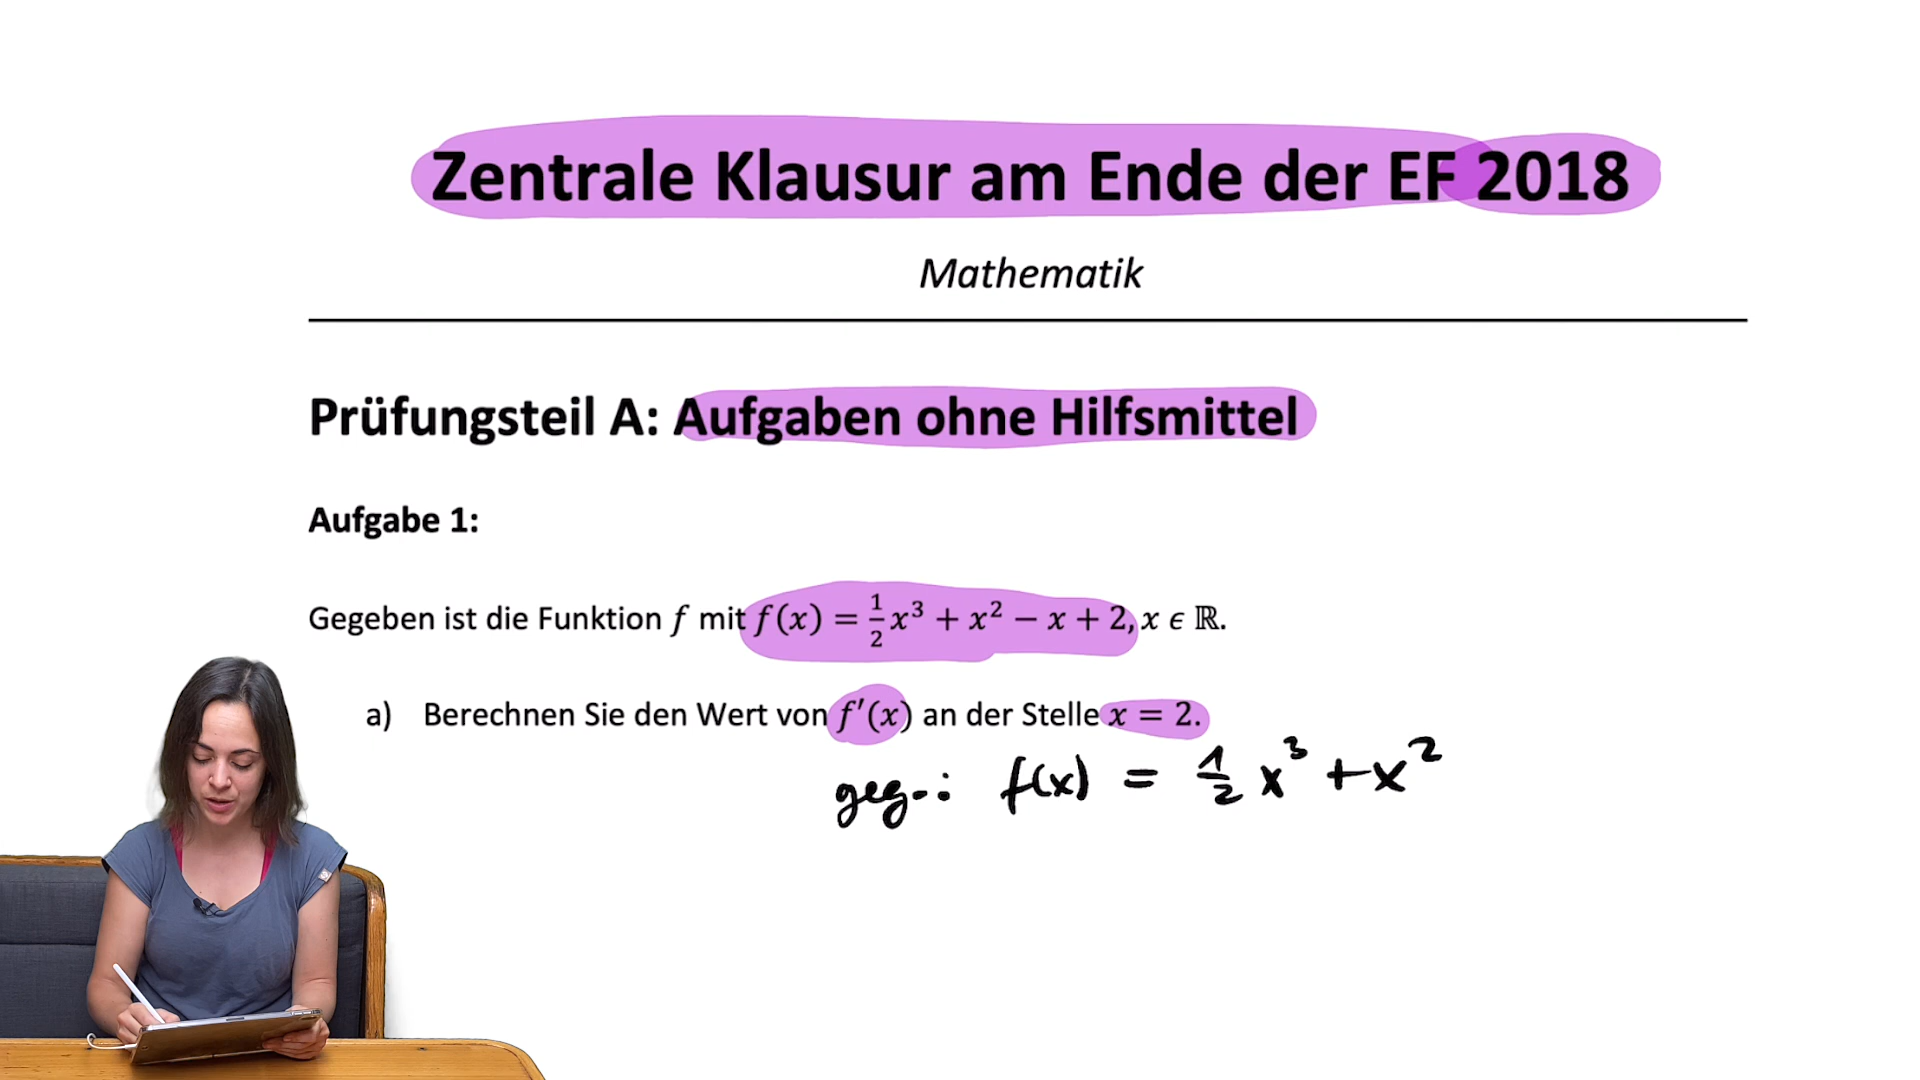 Zentrale Klausur am Ende der EF 2018
Mathematik
Prüfungsteil A: Aufgaben ohne Hilfsmittel
Aufgabe 1:
Gegeben ist die Funktion f mit f(x) = 1/2 x³ + x² − x + 2, x ϵ ℝ.
a) Berechnen Sie den Wert von f′(x) an der Stelle x = 2.
geg.: f(x) = 1/2 x³ + x²